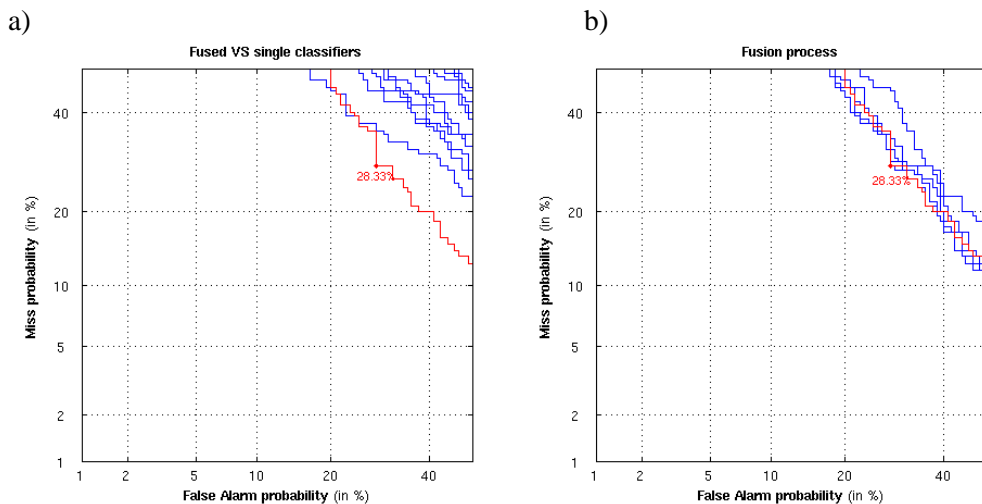 a)
Fused VS single classifiers
Miss probability (in %)
40
20
10
5
2
1
28.33%
1 2 5 10 20 40
False Alarm probability (in %)
b)
Fusion process
Miss probability (in %)
40
20
10
5
2
1
28.33%
1 2 5 10 20 40
False Alarm probability (in %)